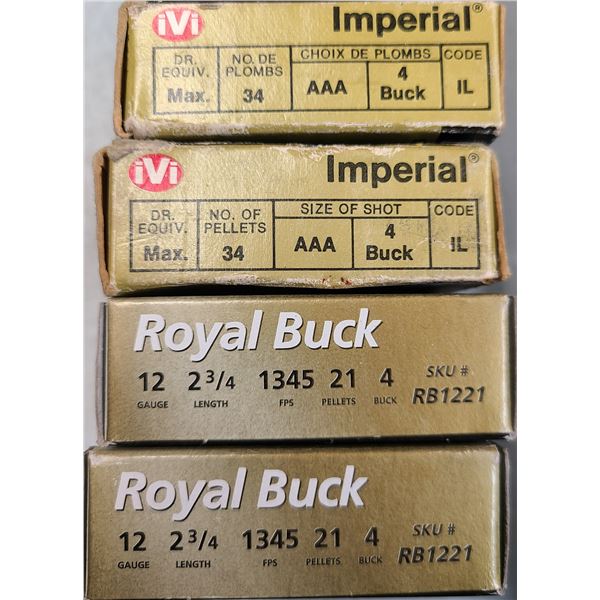 iVi Imperial®
DR. EQUIV. NO. DE PLOMBS CHOIX DE PLOMBS CODE
Max. 34 AAA 4 Buck IL
iVi Imperial®
DR. EQUIV. NO. OF PELLETS SIZE OF SHOT CODE
Max. 34 AAA 4 Buck IL
Royal Buck
12 2 3/4 1345 21 4 SKU #
GAUGE LENGTH FPS PELLETS BUCK RB1221
Royal Buck
12 2 3/4 1345 21 4 SKU #
GAUGE LENGTH FPS PELLETS BUCK RB1221